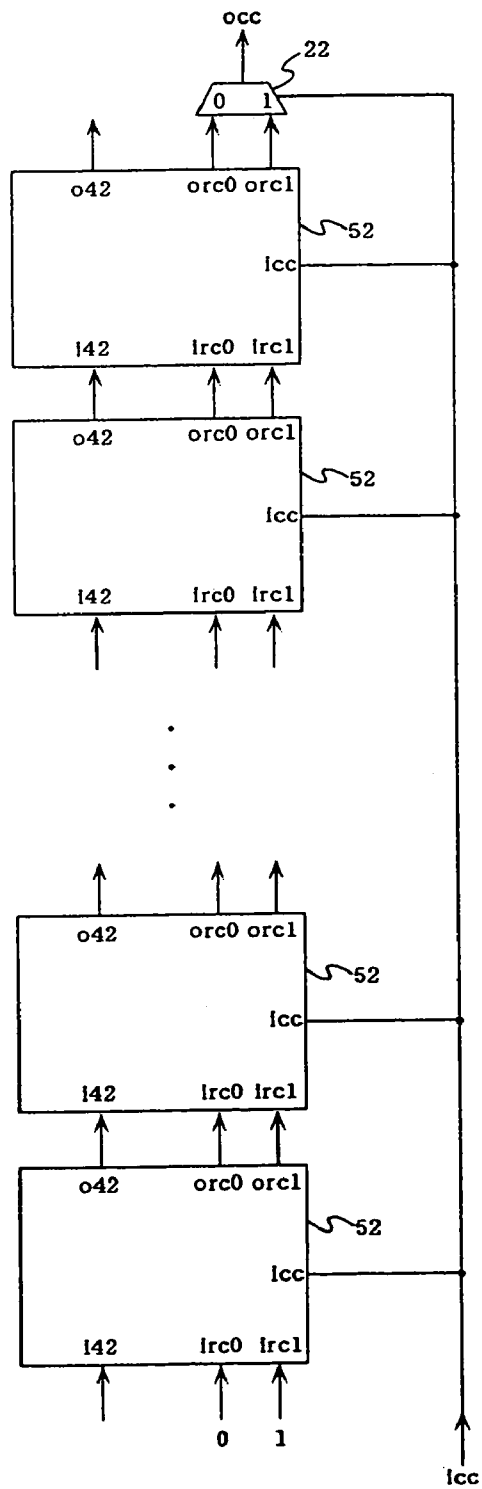 occ
22
0 1
o42 orc0 orc1
52
icc
i42 irc0 irc1
o42 orc0 orc1
52
icc
i42 irc0 irc1
o42 orc0 orc1
52
icc
i42 irc0 irc1
o42 orc0 orc1
52
icc
i42 irc0 irc1
0 1
icc